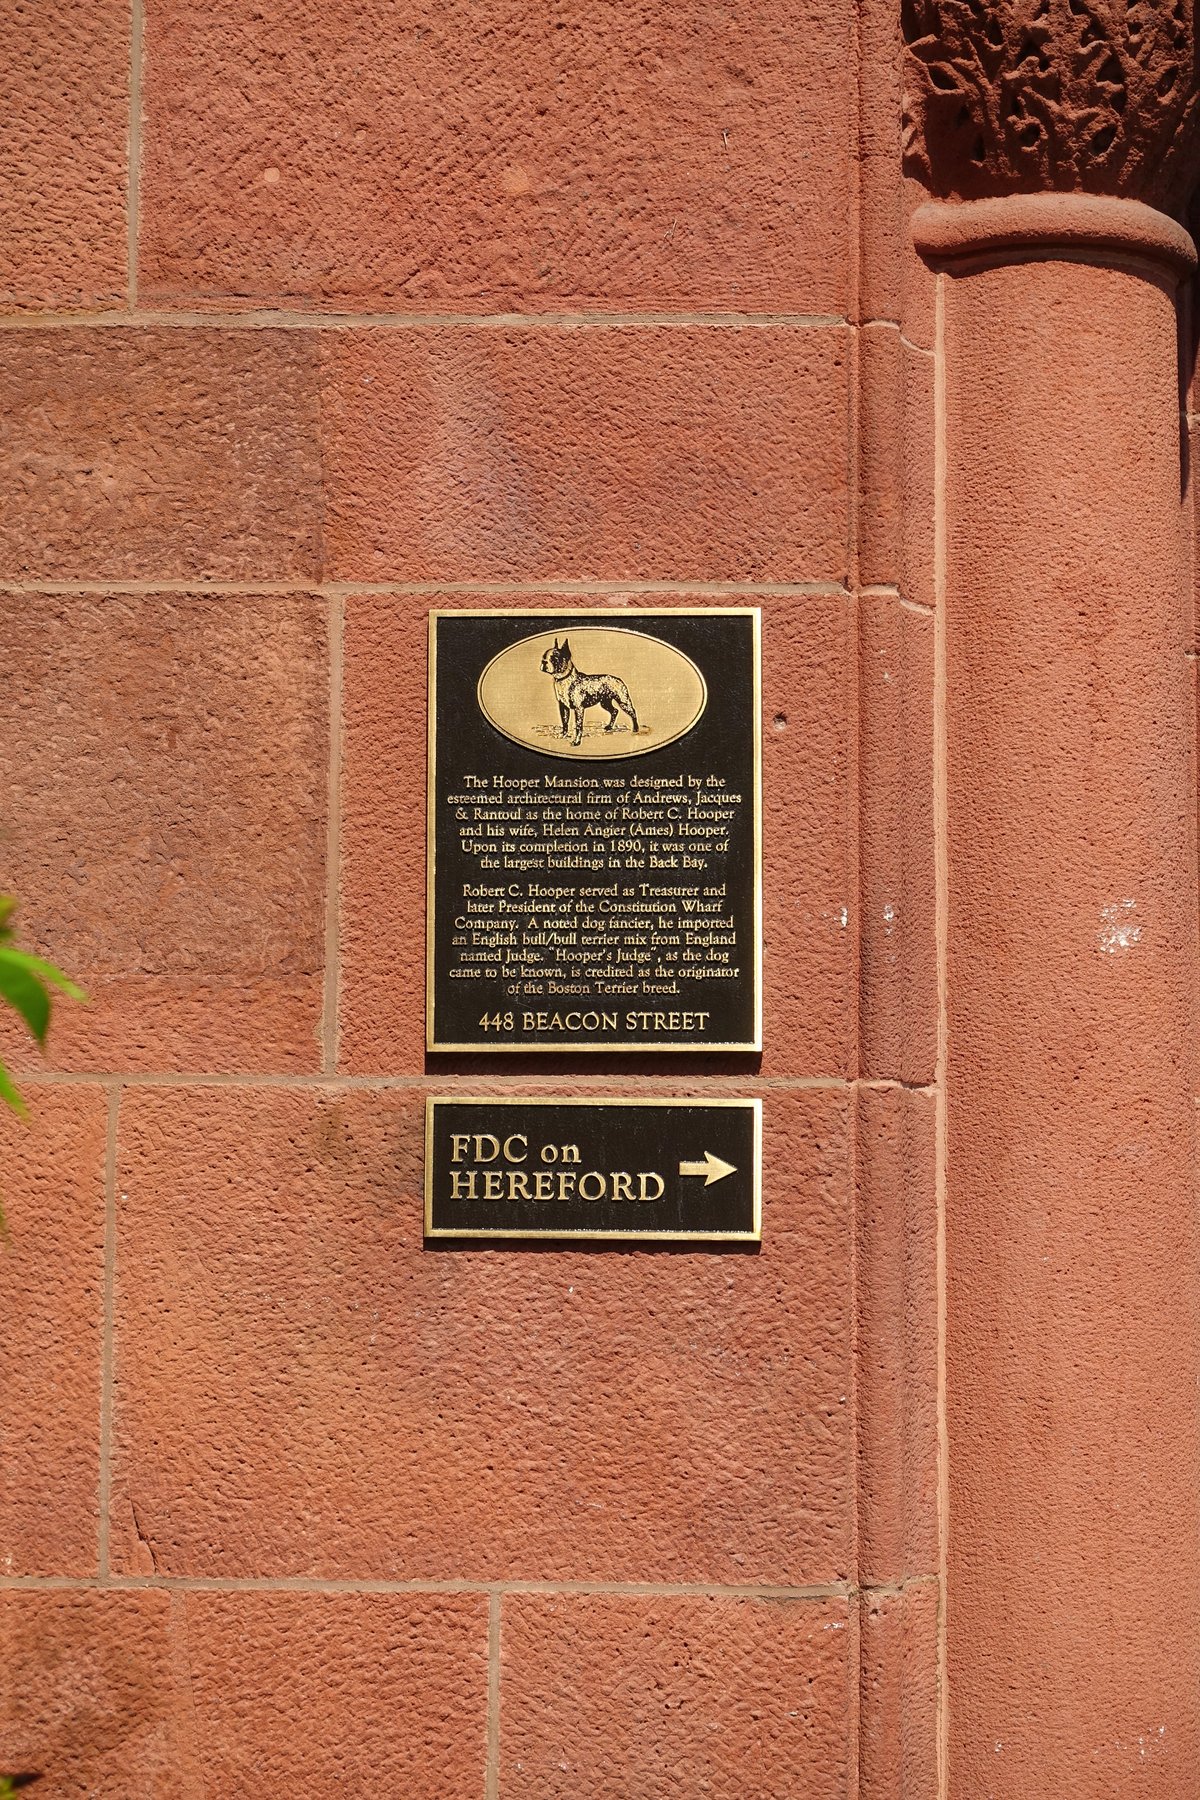 The Hooper Mansion was designed by the
esteemed architectural firm of Andrews, Jacques
& Rantoul as the home of Robert C. Hooper
and his wife, Helen Angier (Ames) Hooper.
Upon its completion in 1890, it was one of
the largest buildings in the Back Bay.
Robert C. Hooper served as Treasurer and
later President of the Constitution Wharf
Company. A noted dog fancier, he imported
an English bull/bull terrier mix from England
named Judge. "Hooper's Judge", as the dog
came to be known, is credited as the originator
of the Boston Terrier breed.
448 BEACON STREET
FDC on
HEREFORD